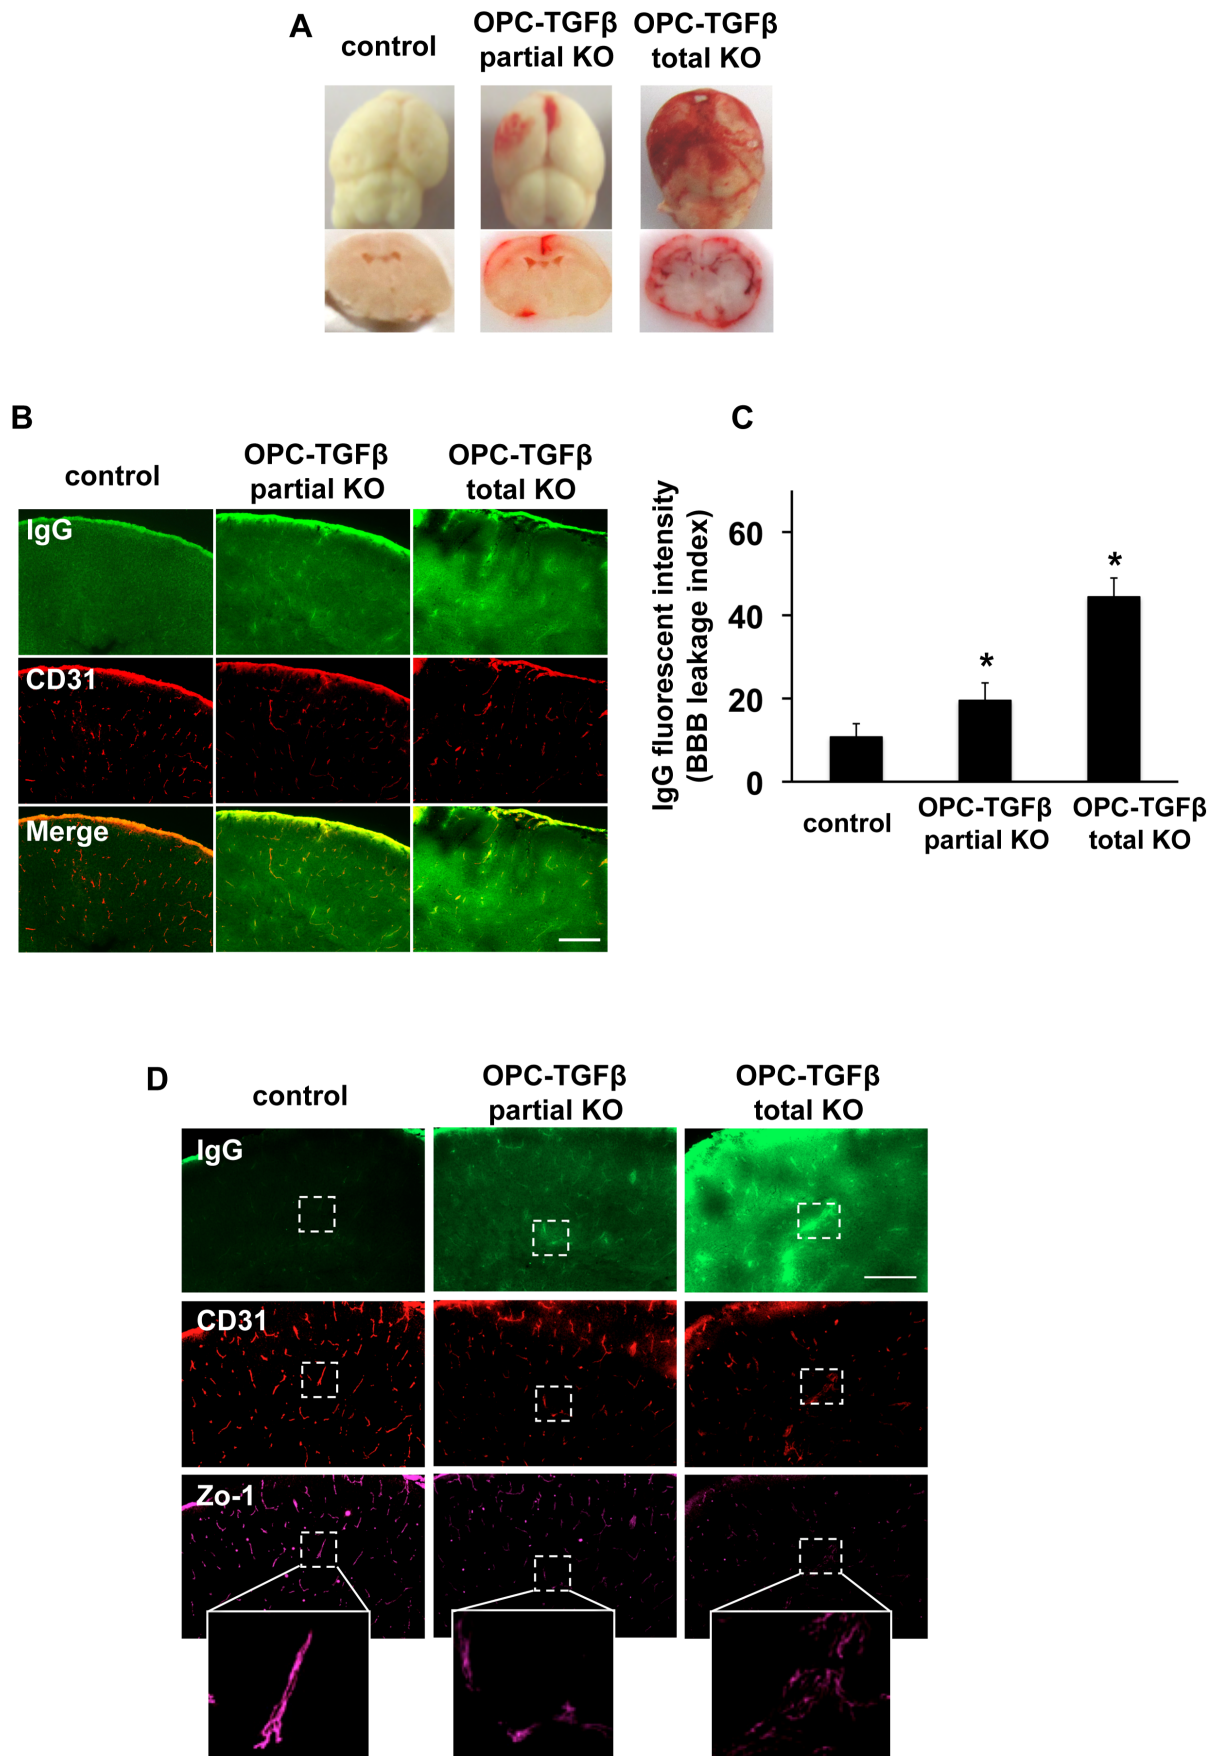 A
control
OPC-TGFβ
partial KO
OPC-TGFβ
total KO
B
control
OPC-TGFβ
partial KO
OPC-TGFβ
total KO
IgG
CD31
Merge
C
IgG fluorescent intensity
(BBB leakage index)
60
40
20
0
*
*
control
OPC-TGFβ
partial KO
OPC-TGFβ
total KO
D
control
OPC-TGFβ
partial KO
OPC-TGFβ
total KO
IgG
CD31
Zo-1